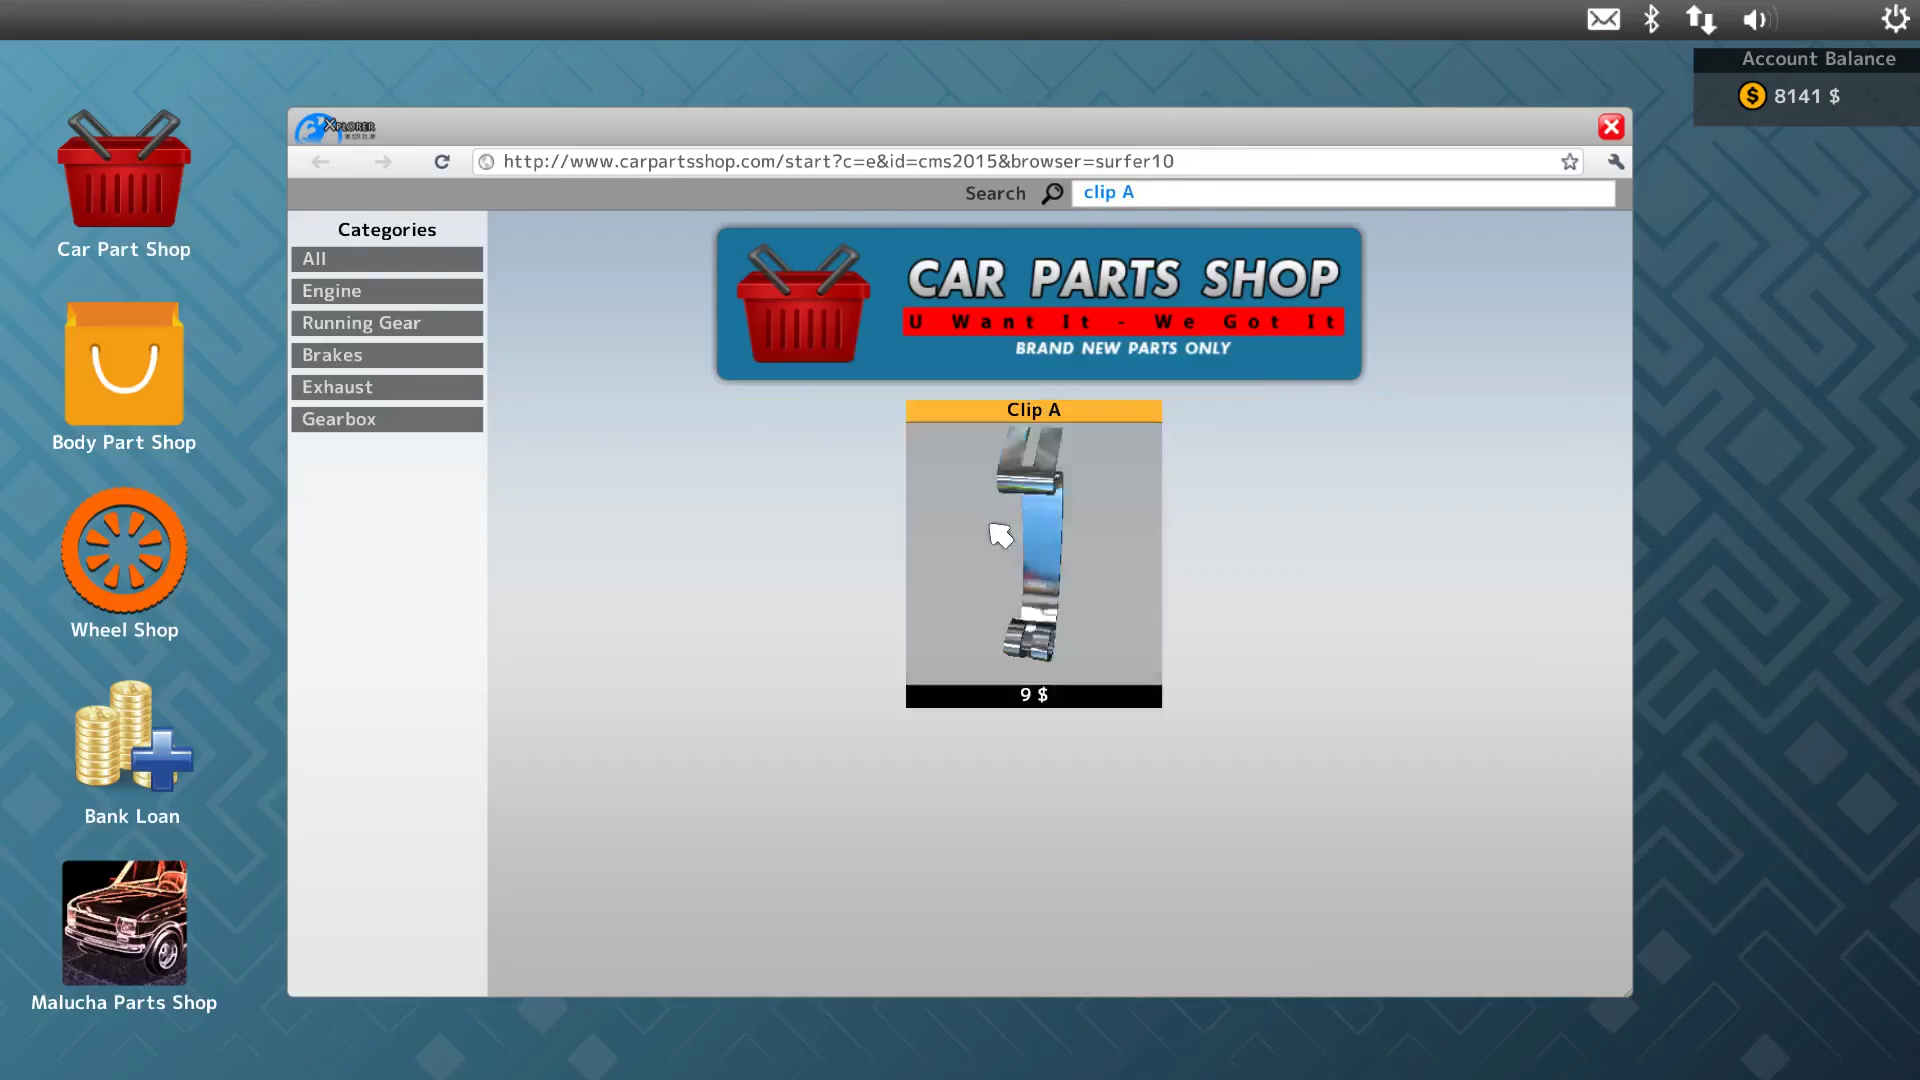 Account Balance
$ 8141 $
XPLORER
http://www.carpartsshop.com/start?c=e&id=cms2015&browser=surfer10
Search
clip A
Categories
All
Engine
Running Gear
Brakes
Exhaust
Gearbox
CAR PARTS SHOP
U Want It - We Got It
BRAND NEW PARTS ONLY
Clip A
9 $
Car Part Shop
Body Part Shop
Wheel Shop
Bank Loan
Malucha Parts Shop